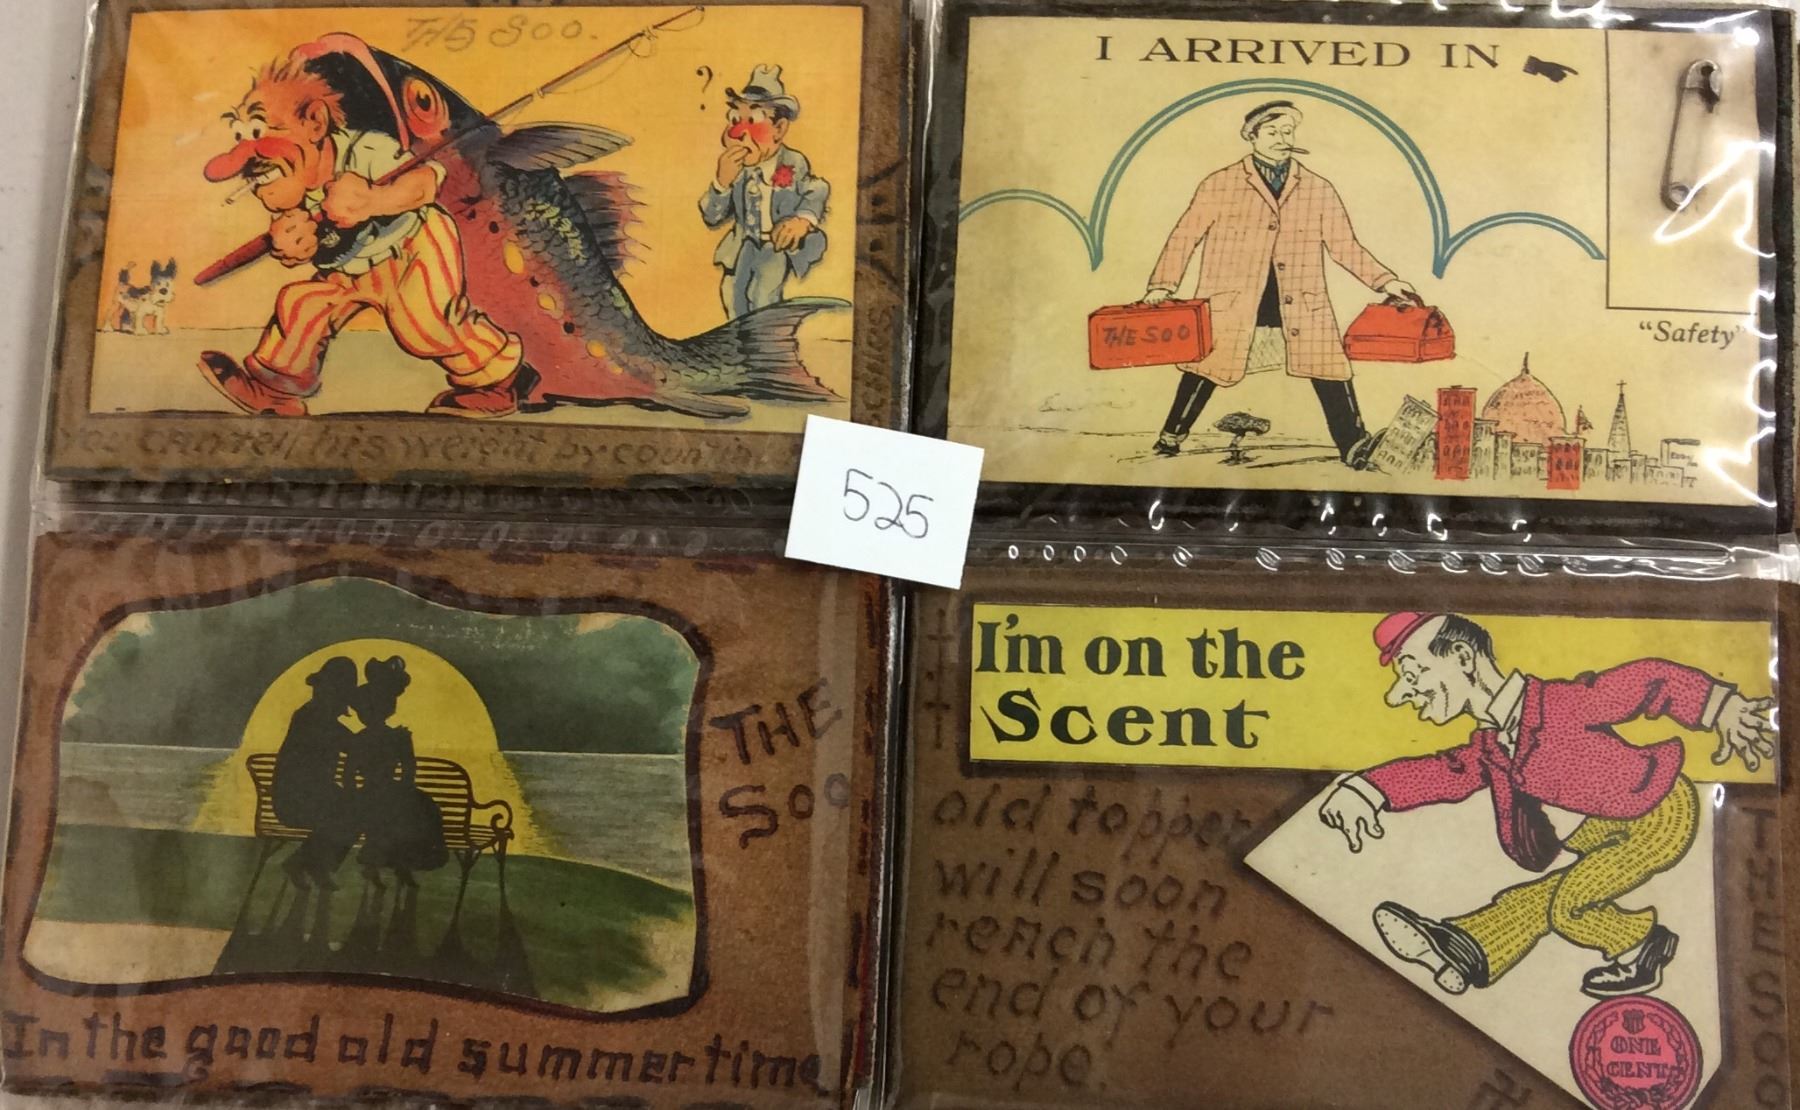 THE Soo.
?
You can tell his weight by counting
scales
I ARRIVED IN
THE SOO
"Safety"
525
THE
Soo
In the good old summertime
I'm on the
Scent
old topper
will soon
reach the
end of your
rope.
THE SOO
ONE
CENT